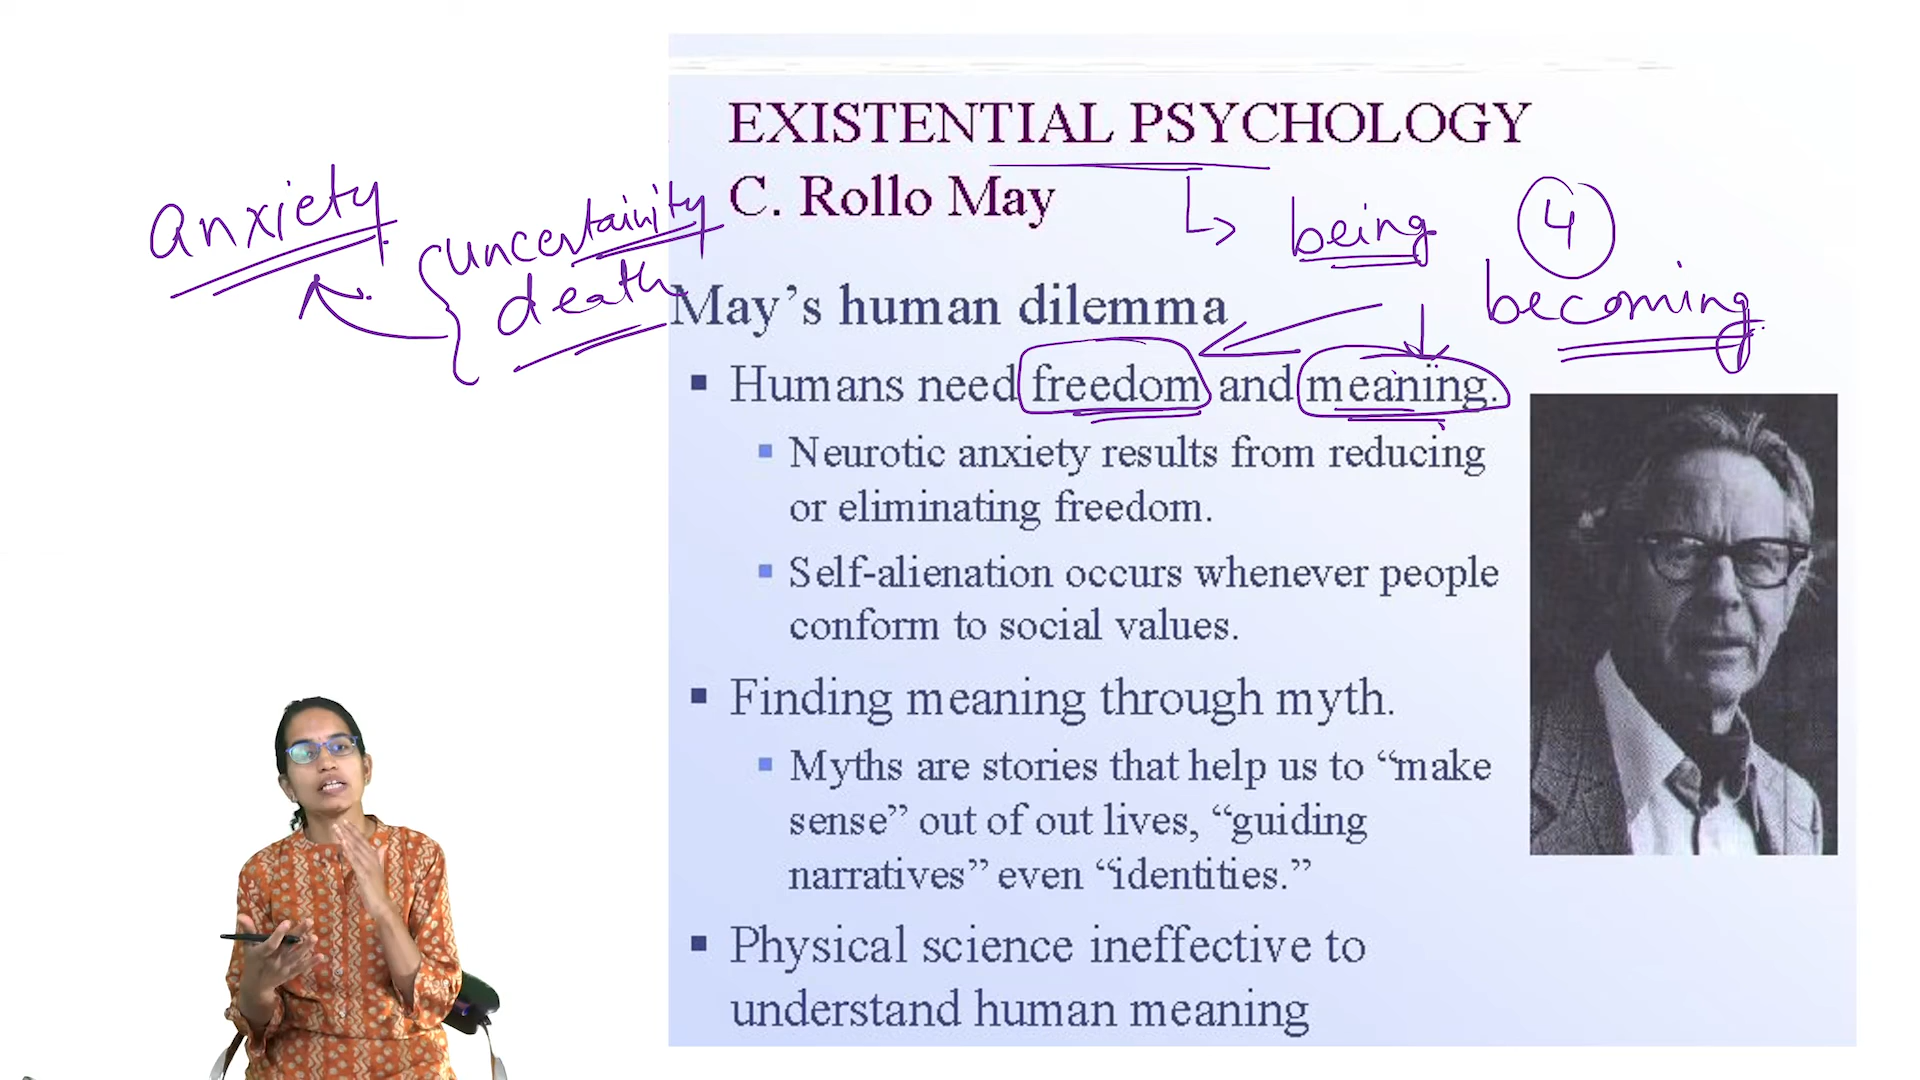 EXISTENTIAL PSYCHOLOGY
C. Rollo May
being
4
becoming
anxiety
uncertainity
death
May’s human dilemma
Humans need freedom and meaning.
Neurotic anxiety results from reducing
or eliminating freedom.
Self-alienation occurs whenever people
conform to social values.
Finding meaning through myth.
Myths are stories that help us to “make
sense” out of out lives, “guiding
narratives” even “identities.”
Physical science ineffective to
understand human meaning